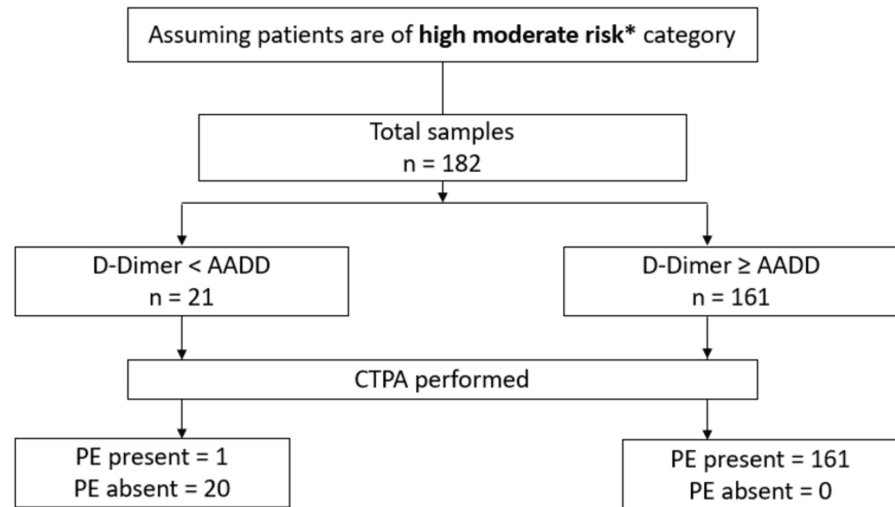 Assuming patients are of high moderate risk* category
Total samples
n = 182
D-Dimer < AADD
n = 21
D-Dimer ≥ AADD
n = 161
CTPA performed
PE present = 1
PE absent = 20
PE present = 161
PE absent = 0